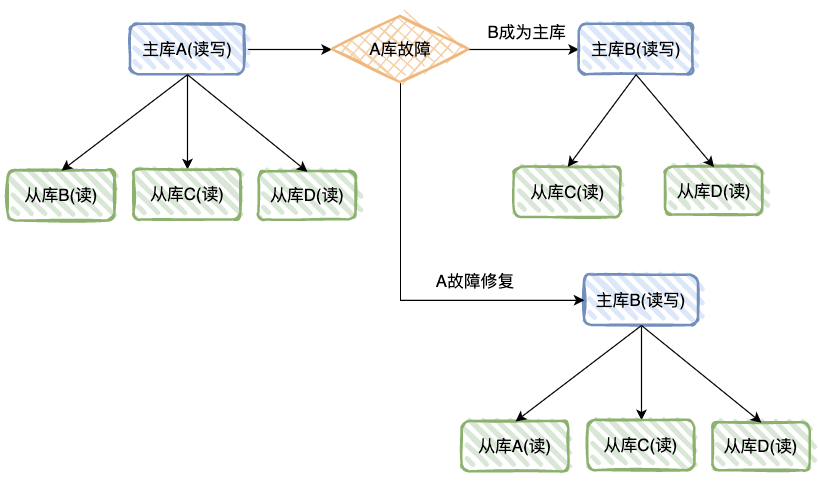 主库A(读写)
A库故障
B成为主库
主库B(读写)
从库B(读)
从库C(读)
从库D(读)
从库C(读)
从库D(读)
A故障修复
主库B(读写)
从库A(读)
从库C(读)
从库D(读)